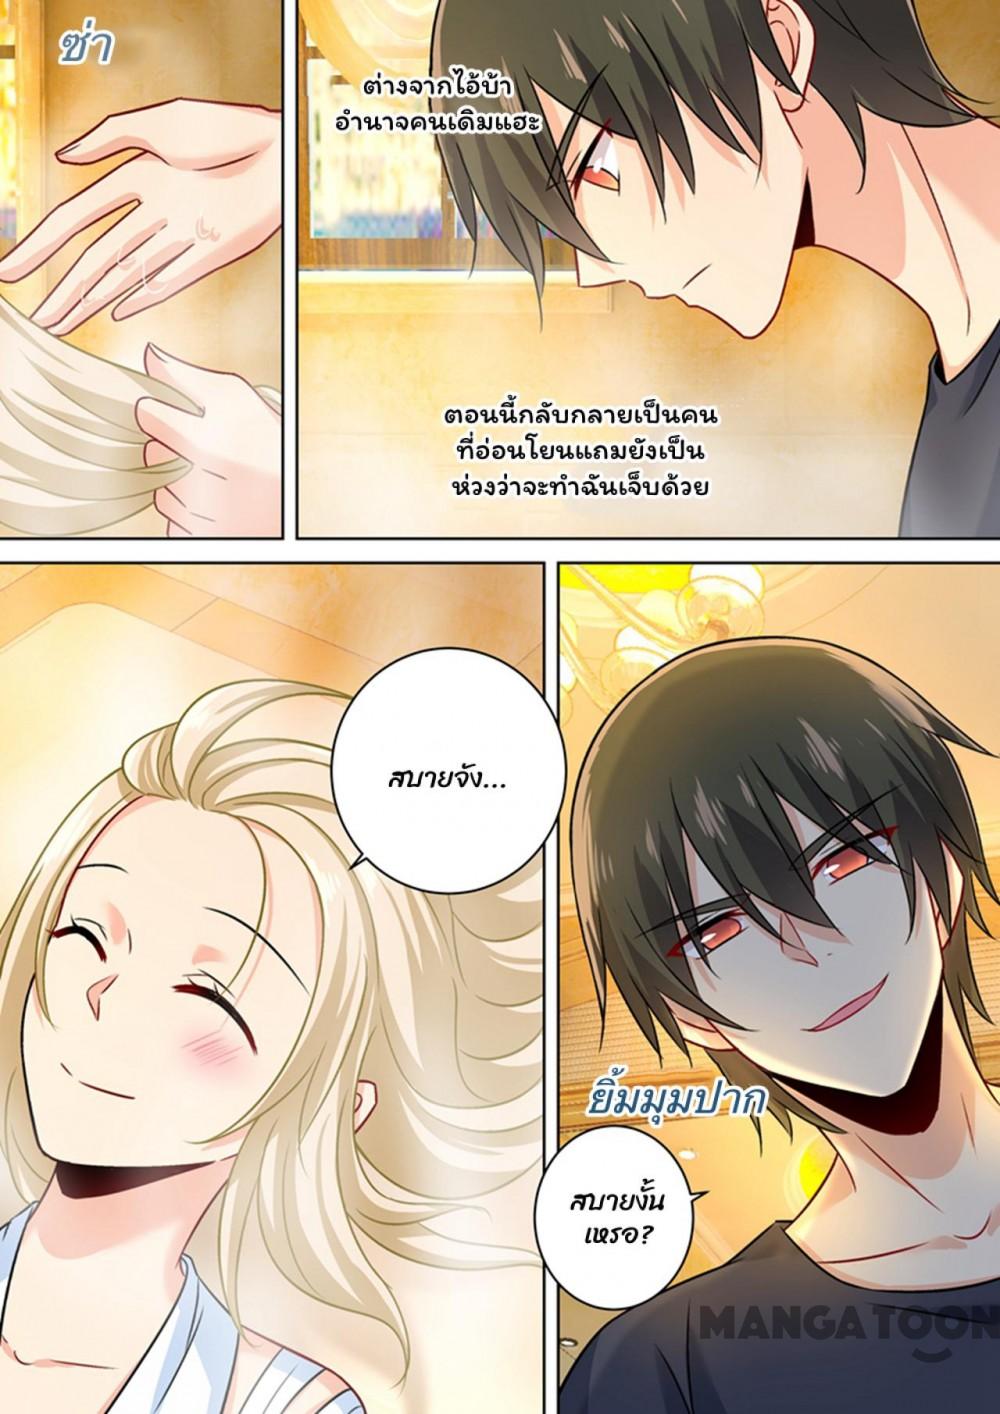 ซ่า
ต่างจากไอ้บ้า
อำนาจคนเดิมแฮะ
ตอนนี้กลับกลายเป็นคน
ที่อ่อนโยนแถมยังเป็น
ห่วงว่าจะทำฉันเจ็บด้วย
สบายจัง...
ยิ้มมุมปาก
สบายงั้น
เหรอ?
MANGATOON